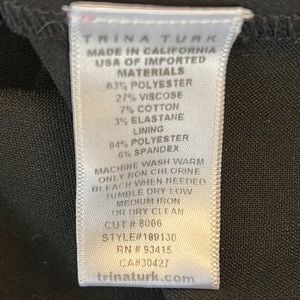 TRINA TURK
MADE IN CALIFORNIA
USA OF IMPORTED
MATERIALS
63% POLYESTER
27% VISCOSE
7% COTTON
3% ELASTANE
LINING
94% POLYESTER
6% SPANDEX
MACHINE WASH WARM
ONLY NON CHLORINE
BLEACH WHEN NEEDED
TUMBLE DRY LOW
MEDIUM IRON
OR DRY CLEAN
CUT # 8066
STYLE#189130
RN # 93415
CA#30427
trinaturk.com